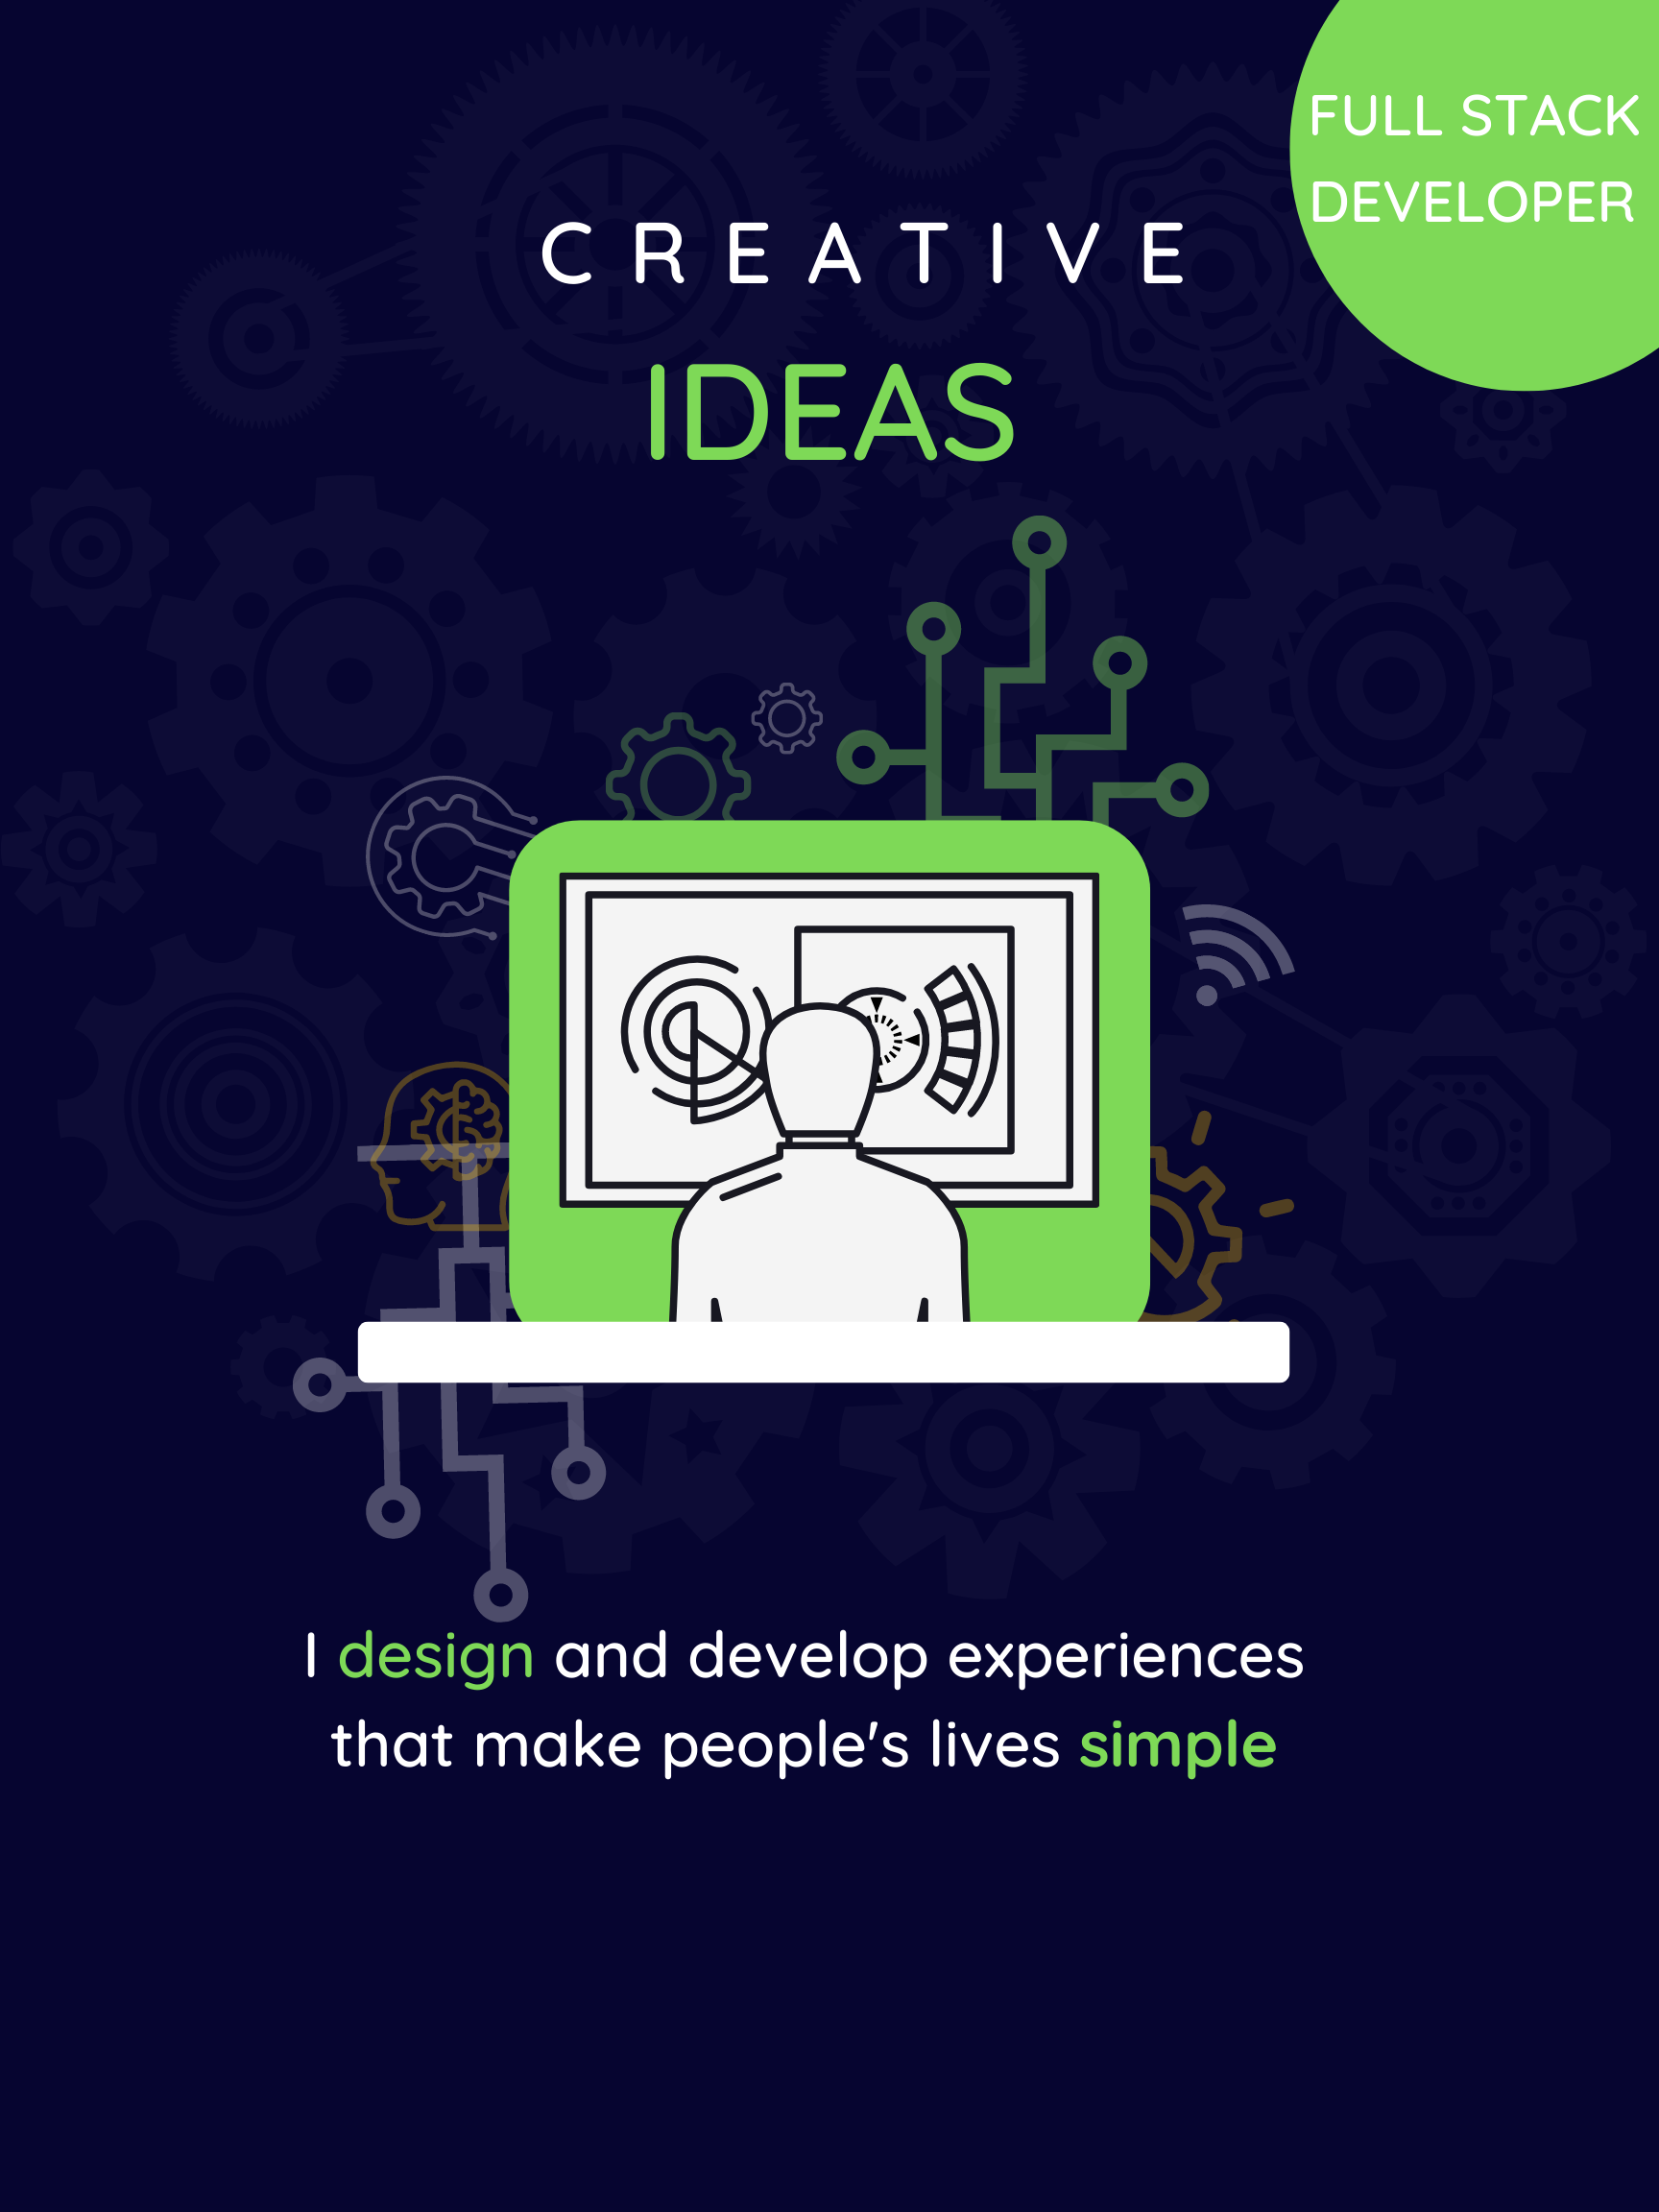 FULL STACK
DEVELOPER
CREATIVE
IDEAS
I design and develop experiences
that make people's lives simple